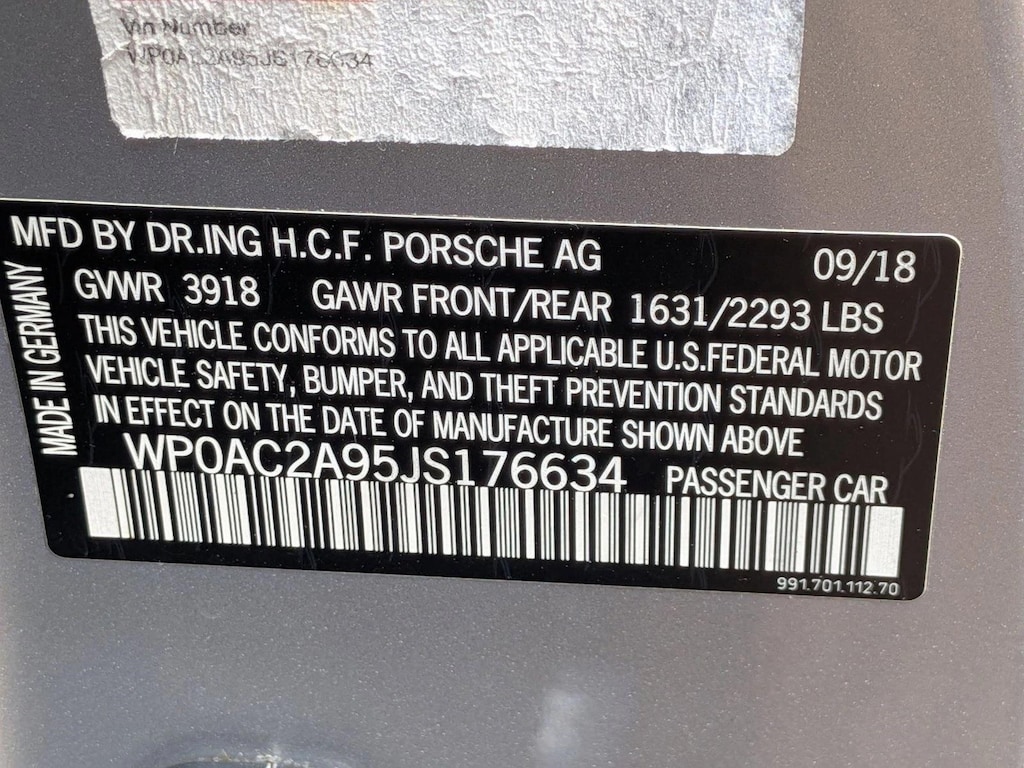 Vin Number
WP0AC2A95JS176634
MFD BY DR.ING H.C.F. PORSCHE AG 09/18
GVWR 3918 GAWR FRONT/REAR 1631/2293 LBS
THIS VEHICLE CONFORMS TO ALL APPLICABLE U.S.FEDERAL MOTOR
VEHICLE SAFETY, BUMPER, AND THEFT PREVENTION STANDARDS
IN EFFECT ON THE DATE OF MANUFACTURE SHOWN ABOVE
WP0AC2A95JS176634 PASSENGER CAR
991.701.112.70
MADE IN GERMANY